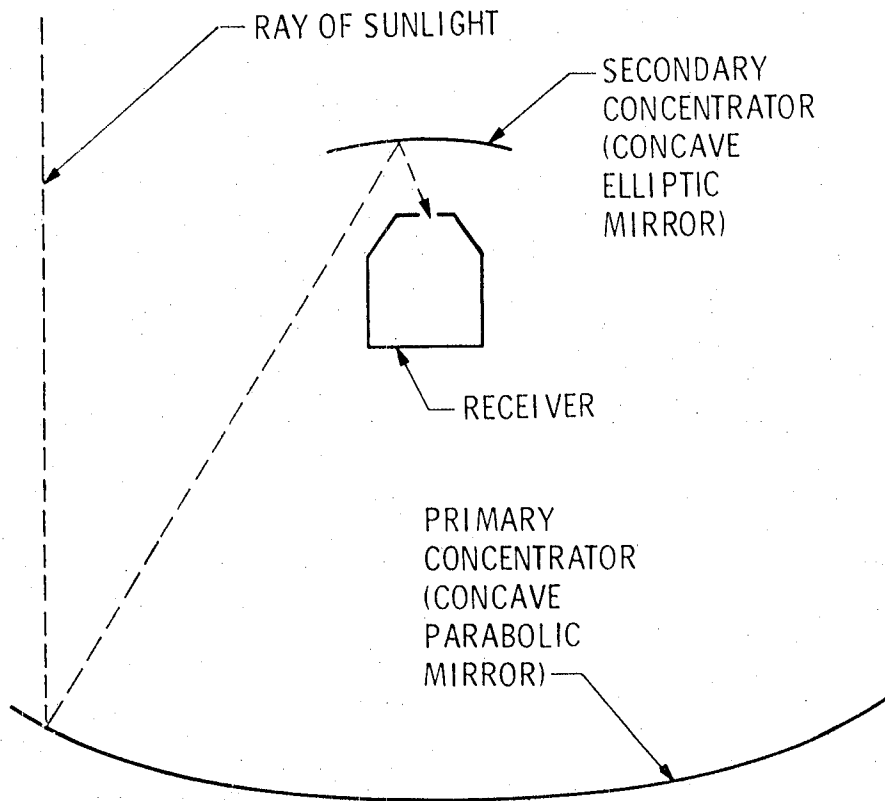 RAY OF SUNLIGHT
SECONDARY
CONCENTRATOR
(CONCAVE
ELLIPTIC
MIRROR)
RECEIVER
PRIMARY
CONCENTRATOR
(CONCAVE
PARABOLIC
MIRROR)